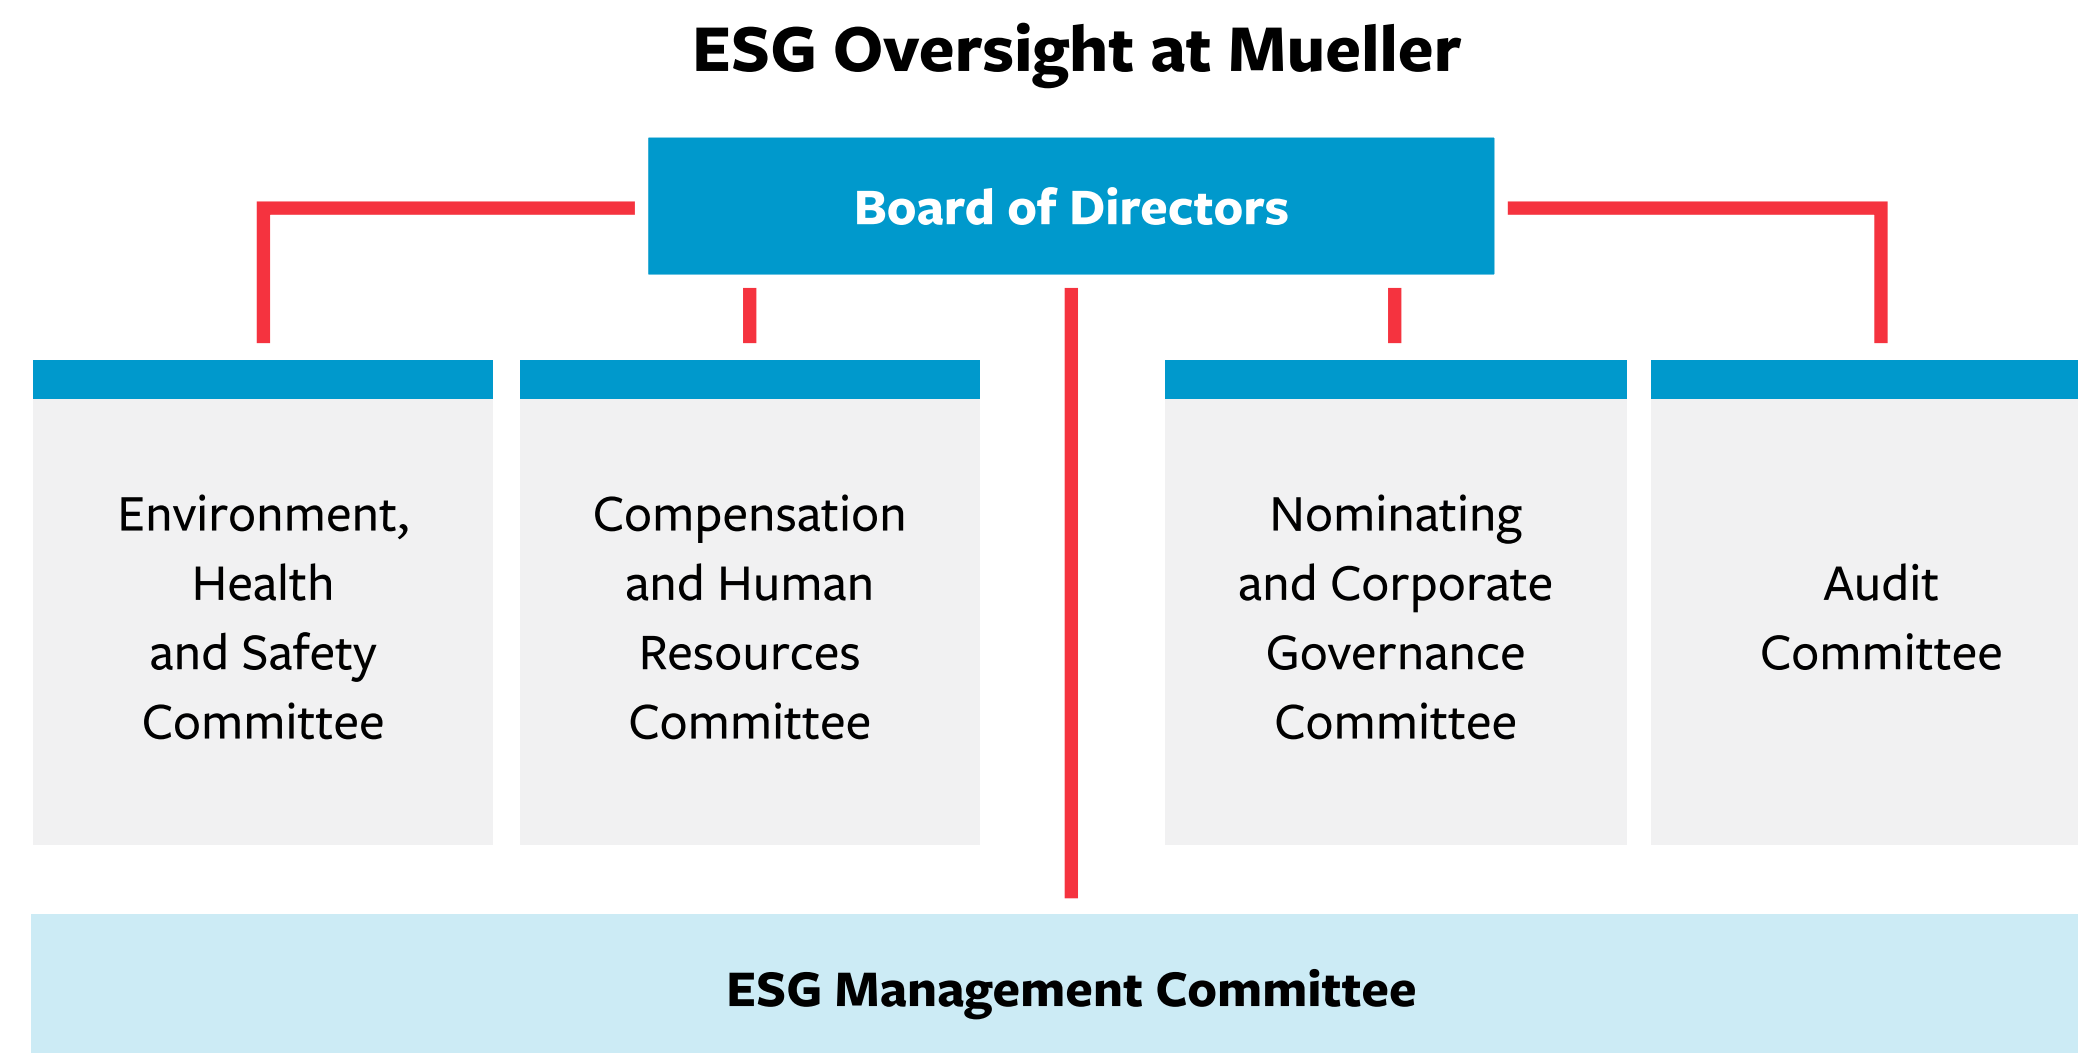 ESG Oversight at Mueller
Board of Directors
Environment,
Health
and Safety
Committee
Compensation
and Human
Resources
Committee
Nominating
and Corporate
Governance
Committee
Audit
Committee
ESG Management Committee